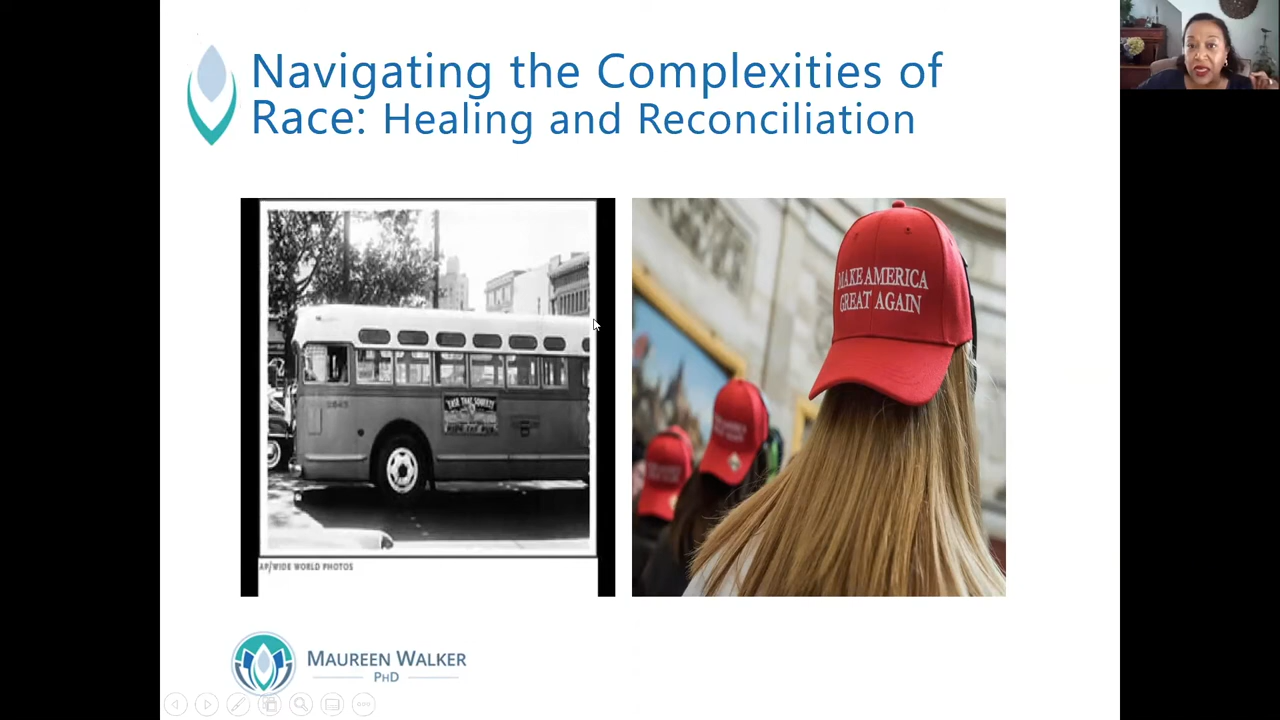 Navigating the Complexities of
Race: Healing and Reconciliation
MAKE AMERICA
GREAT AGAIN
AP/WIDE WORLD PHOTOS
MAUREEN WALKER
PHD